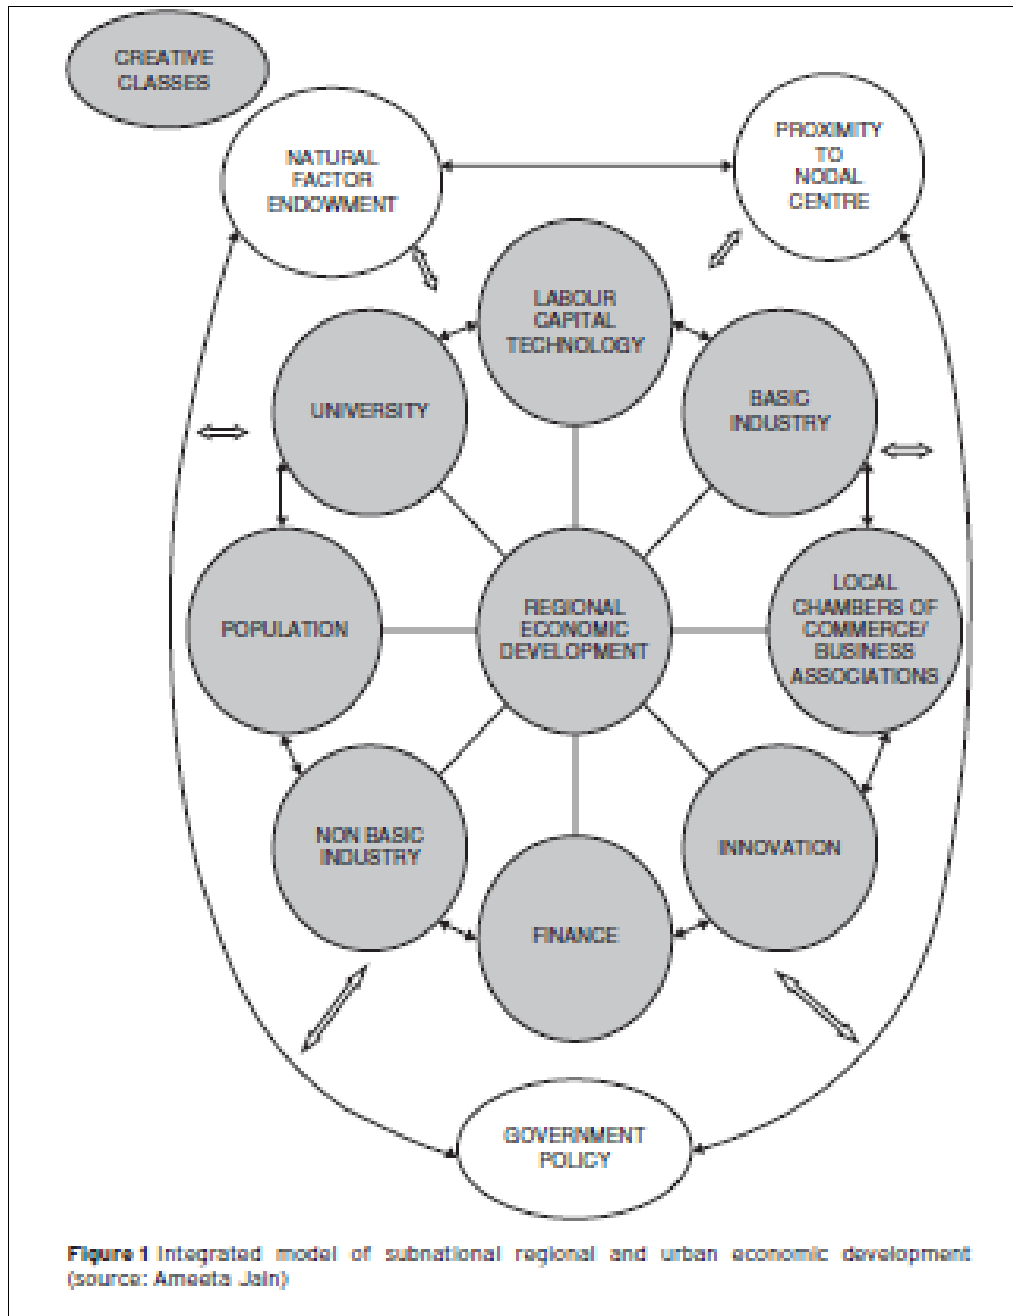 CREATIVE
CLASSES
NATURAL
FACTOR
ENDOWMENT
PROXIMITY
TO
NODAL
CENTRE
LABOUR
CAPITAL
TECHNOLOGY
UNIVERSITY
BASIC
INDUSTRY
POPULATION
REGIONAL
ECONOMIC
DEVELOPMENT
LOCAL
CHAMBERS OF
COMMERCE/
BUSINESS
ASSOCIATIONS
NON BASIC
INDUSTRY
INNOVATION
FINANCE
GOVERNMENT
POLICY
Figure 1 Integrated model of subnational regional and urban economic development
(source: Ameeta Jain)